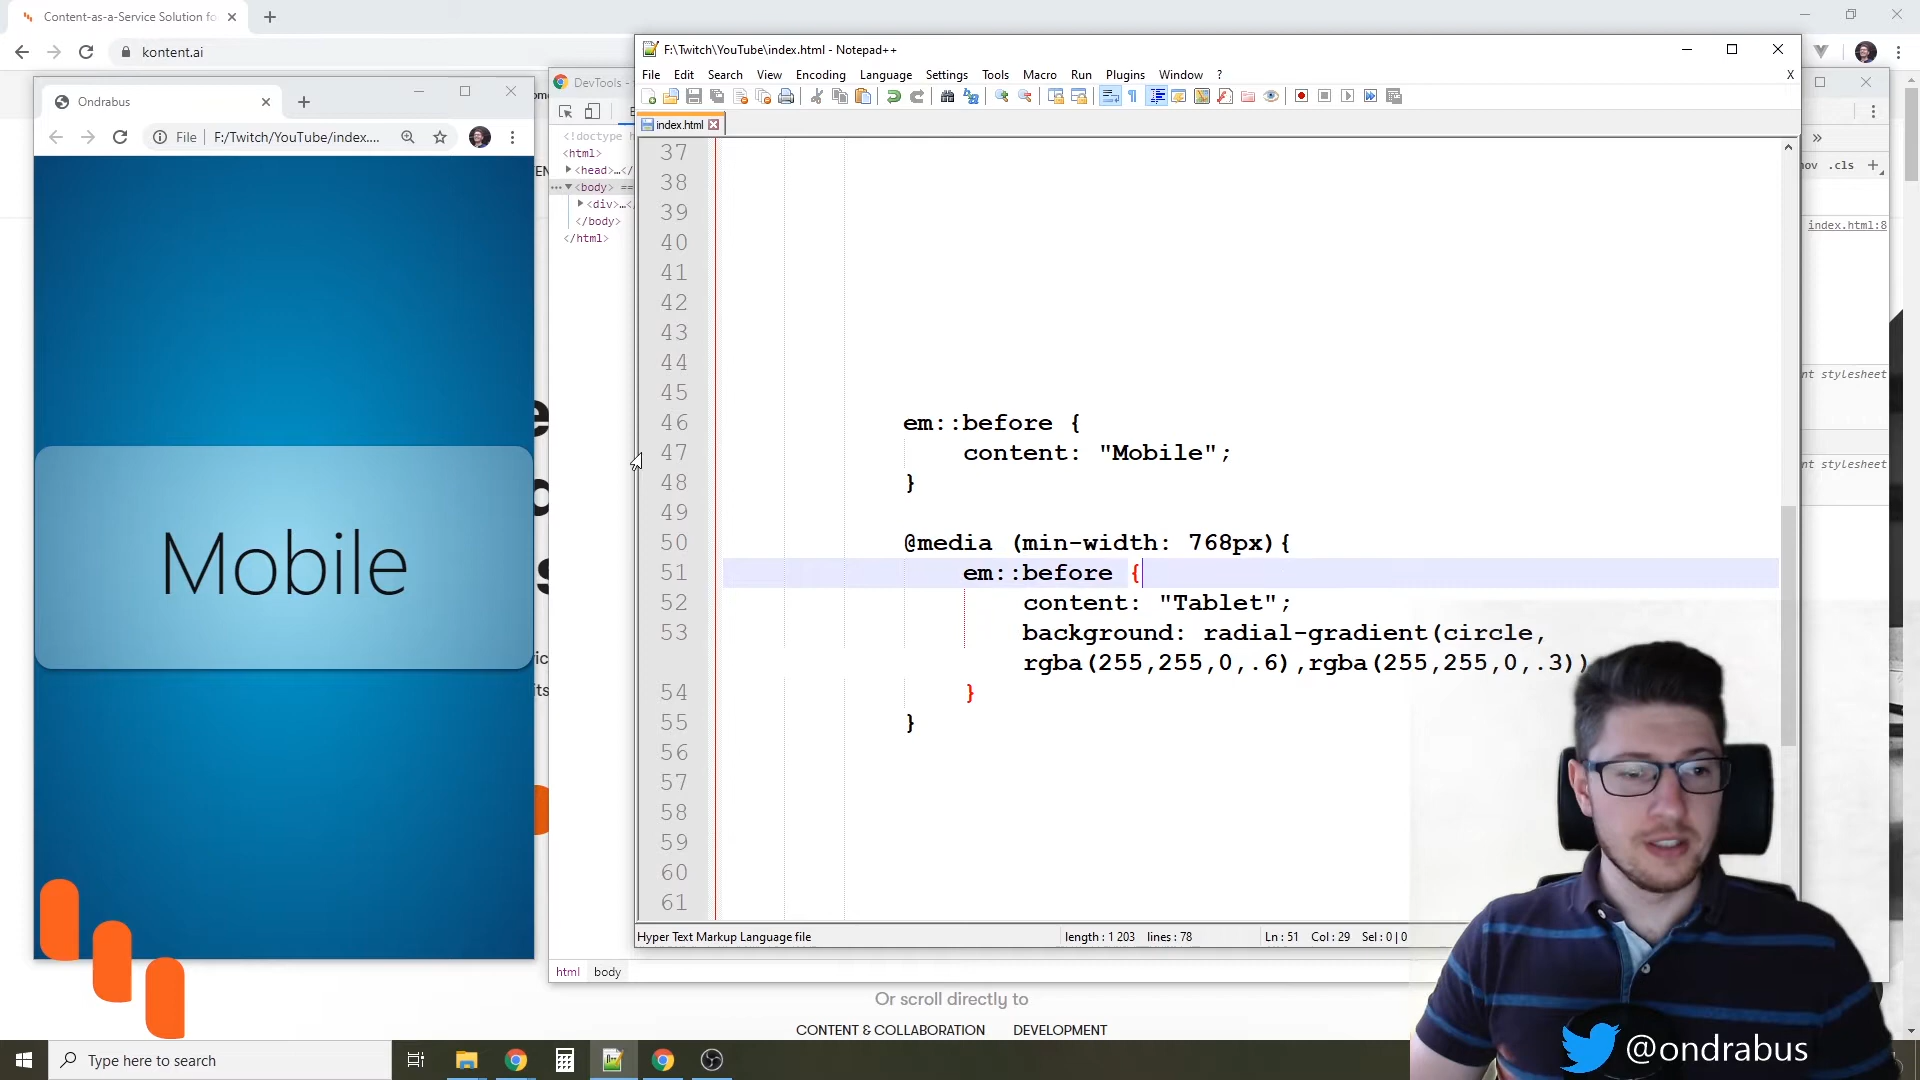 Content-as-a-Service Solution fo
kontent.ai
Ondrabus
File
F:/Twitch/YouTube/index....
Mobile
DevTools -
<!doctype h
<html>
<head>…</
<body> ==
<div>…<
</body>
</html>
F:\Twitch\YouTube\index.html - Notepad++
File Edit Search View Encoding Language Settings Tools Macro Run Plugins Window ? X
index.html
37
38
39
40
41
42
43
44
45
46 em::before {
47 content: "Mobile";
48 }
49
50 @media (min-width: 768px){
51 em::before {
52 content: "Tablet";
53 background: radial-gradient(circle,
rgba(255,255,0,.6),rgba(255,255,0,.3))
54 }
55 }
56
57
58
59
60
61
Hyper Text Markup Language file length : 1 203 lines : 78 Ln : 51 Col : 29 Sel : 0 | 0
.cls
index.html:8
nt stylesheet
nt stylesheet
html body
Or scroll directly to
CONTENT & COLLABORATION DEVELOPMENT
Type here to search
@ondrabus